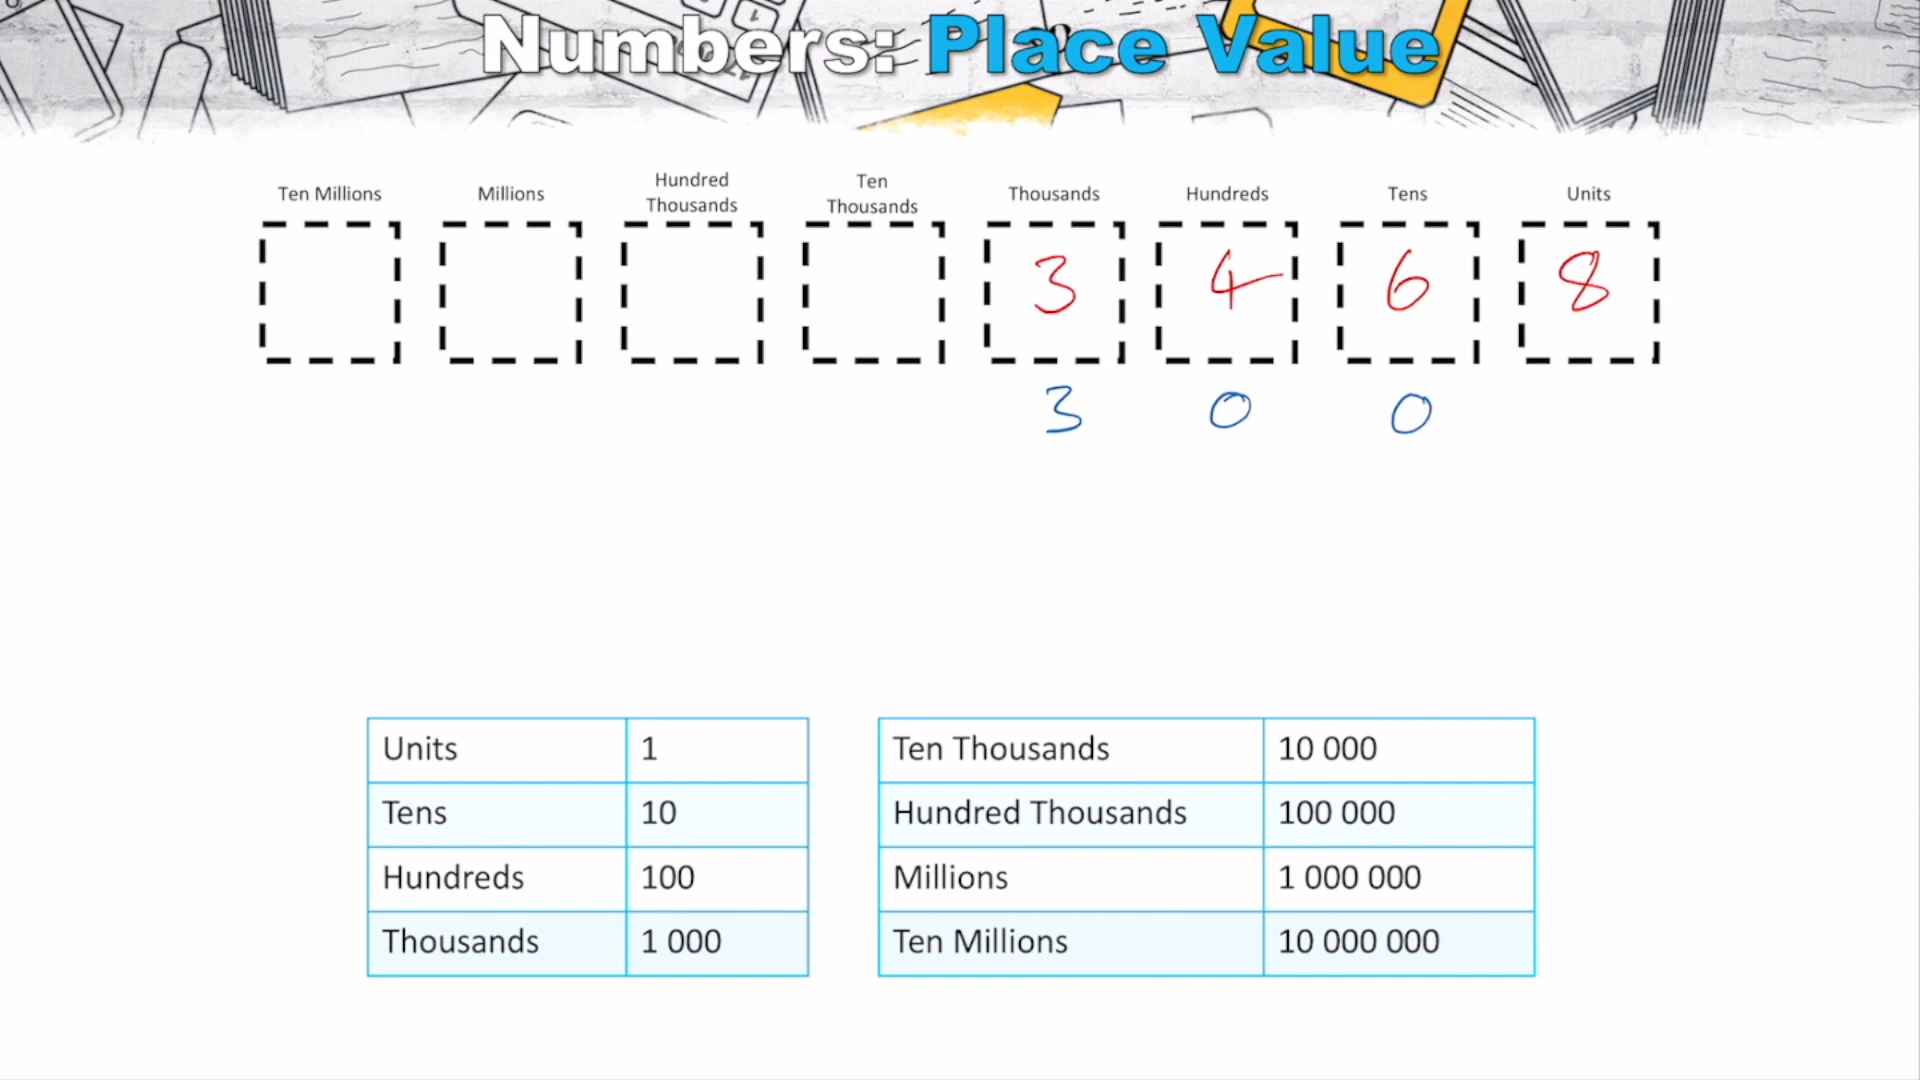 Numbers: Place Value
Ten Millions Millions Hundred Thousands Ten Thousands Thousands Hundreds Tens Units
3 4 6 8
3 0 0
Units 1
Tens 10
Hundreds 100
Thousands 1 000
Ten Thousands 10 000
Hundred Thousands 100 000
Millions 1 000 000
Ten Millions 10 000 000